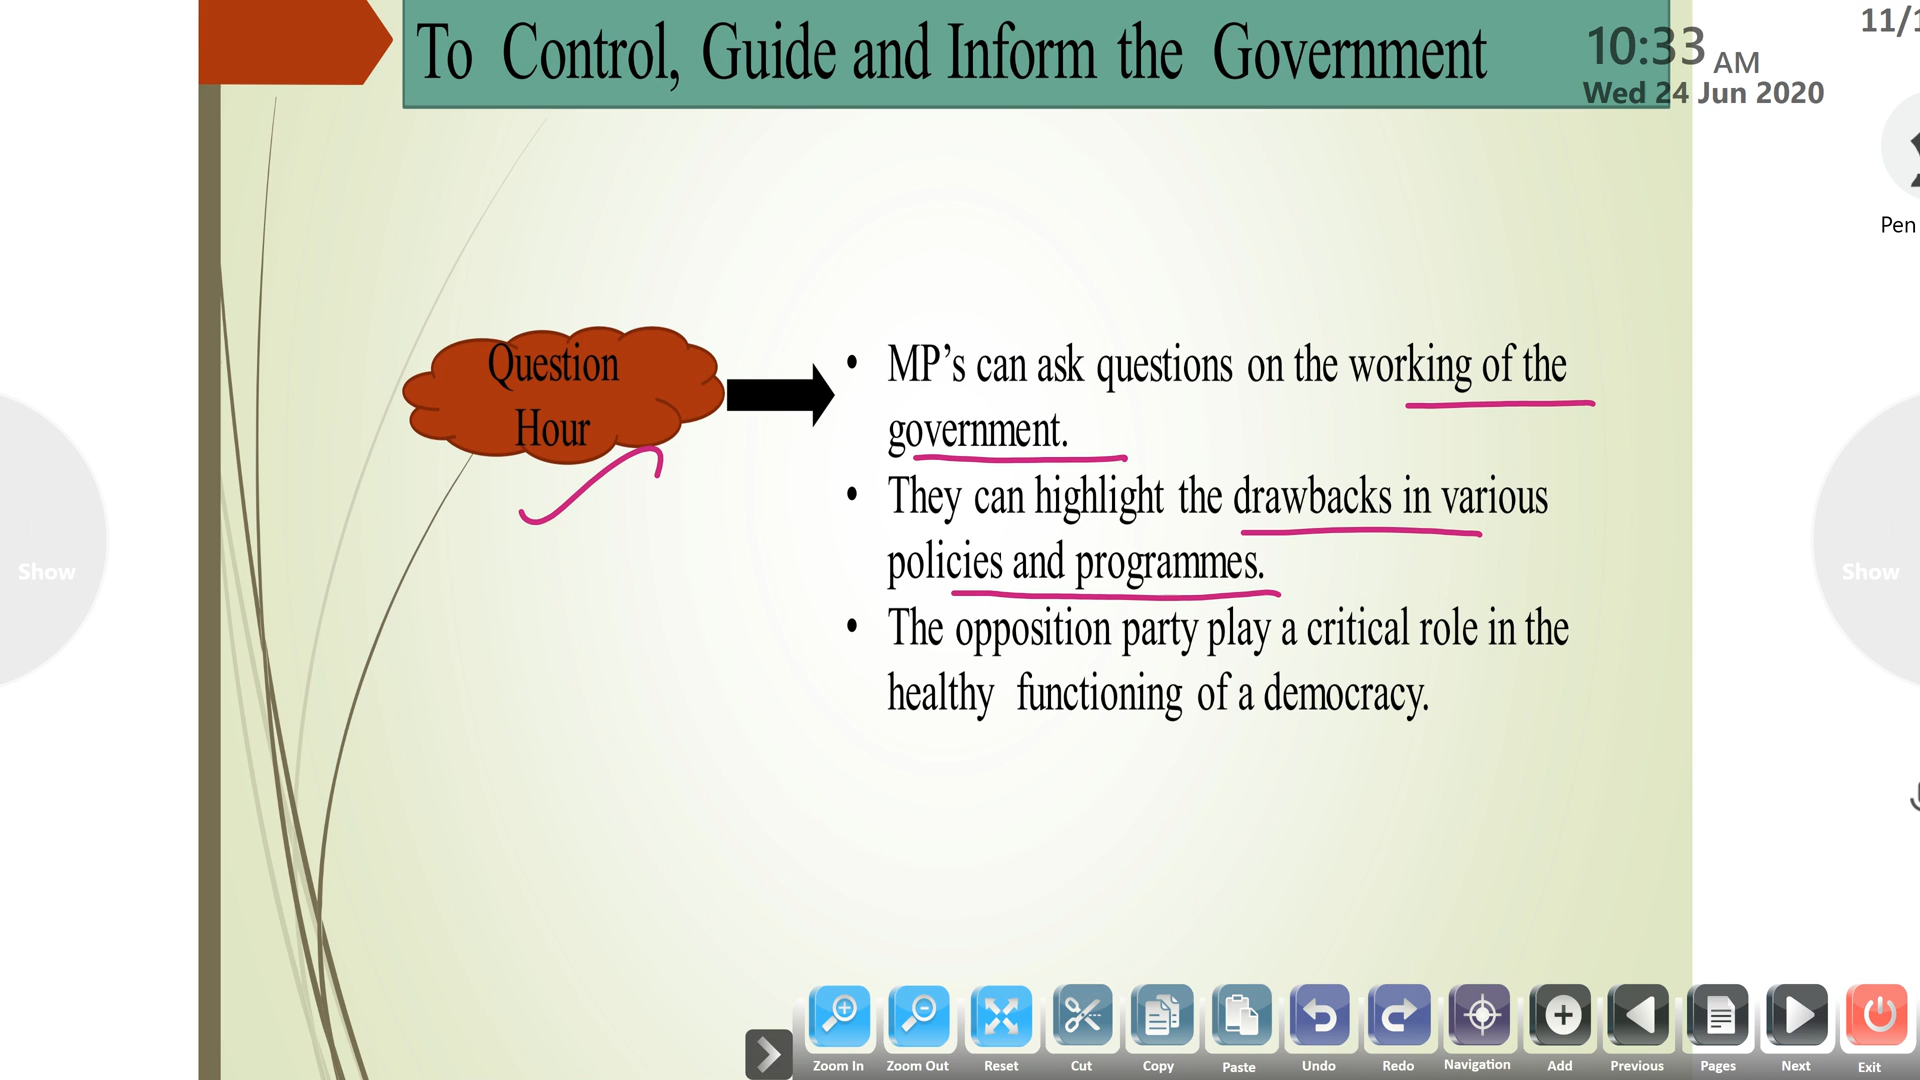 To Control, Guide and Inform the Government
10:33 AM
Wed 24 Jun 2020
11/1
Pen
Question
Hour
• MP’s can ask questions on the working of the
government.
• They can highlight the drawbacks in various
policies and programmes.
• The opposition party play a critical role in the
healthy functioning of a democracy.
Show
Show
Zoom In
Zoom Out
Reset
Cut
Copy
Paste
Undo
Redo
Navigation
Add
Previous
Pages
Next
Exit